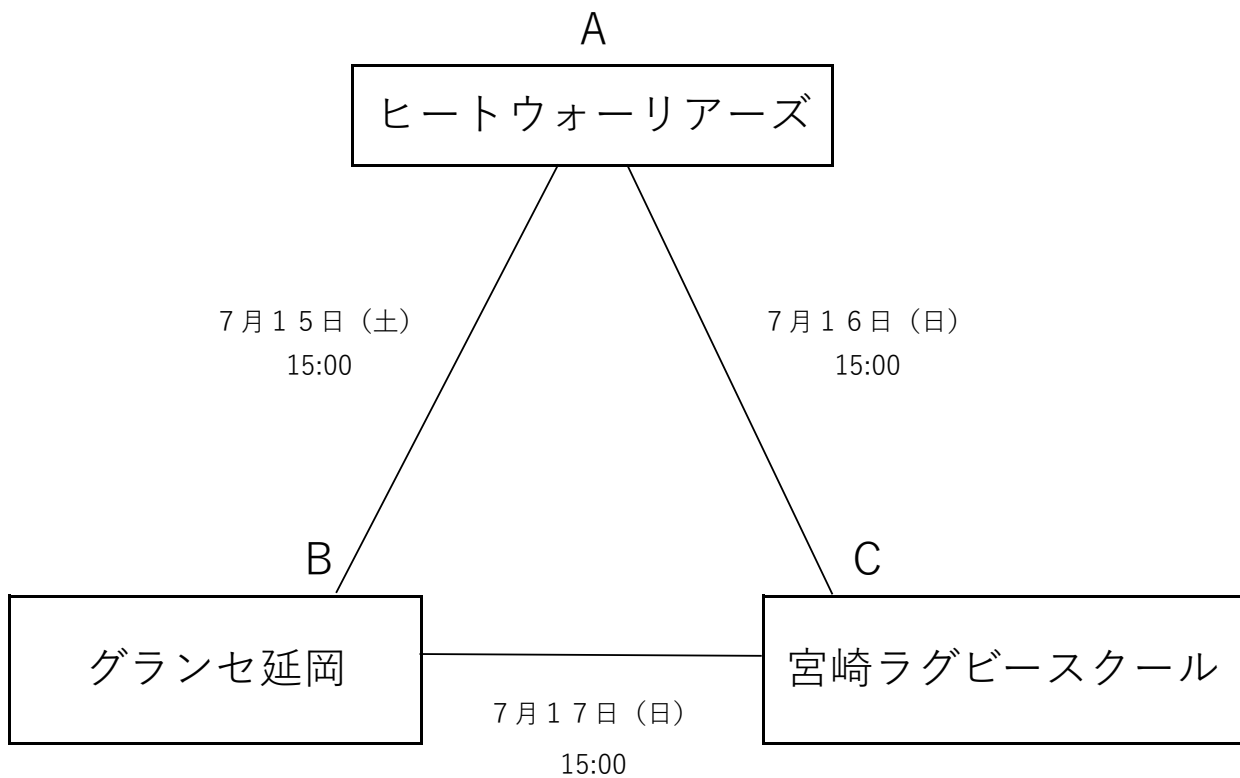 A
ヒートウォーリアーズ
７月１５日（土）
15:00
７月１６日（日）
15:00
B
C
グランセ延岡
宮崎ラグビースクール
７月１７日（日）
15:00